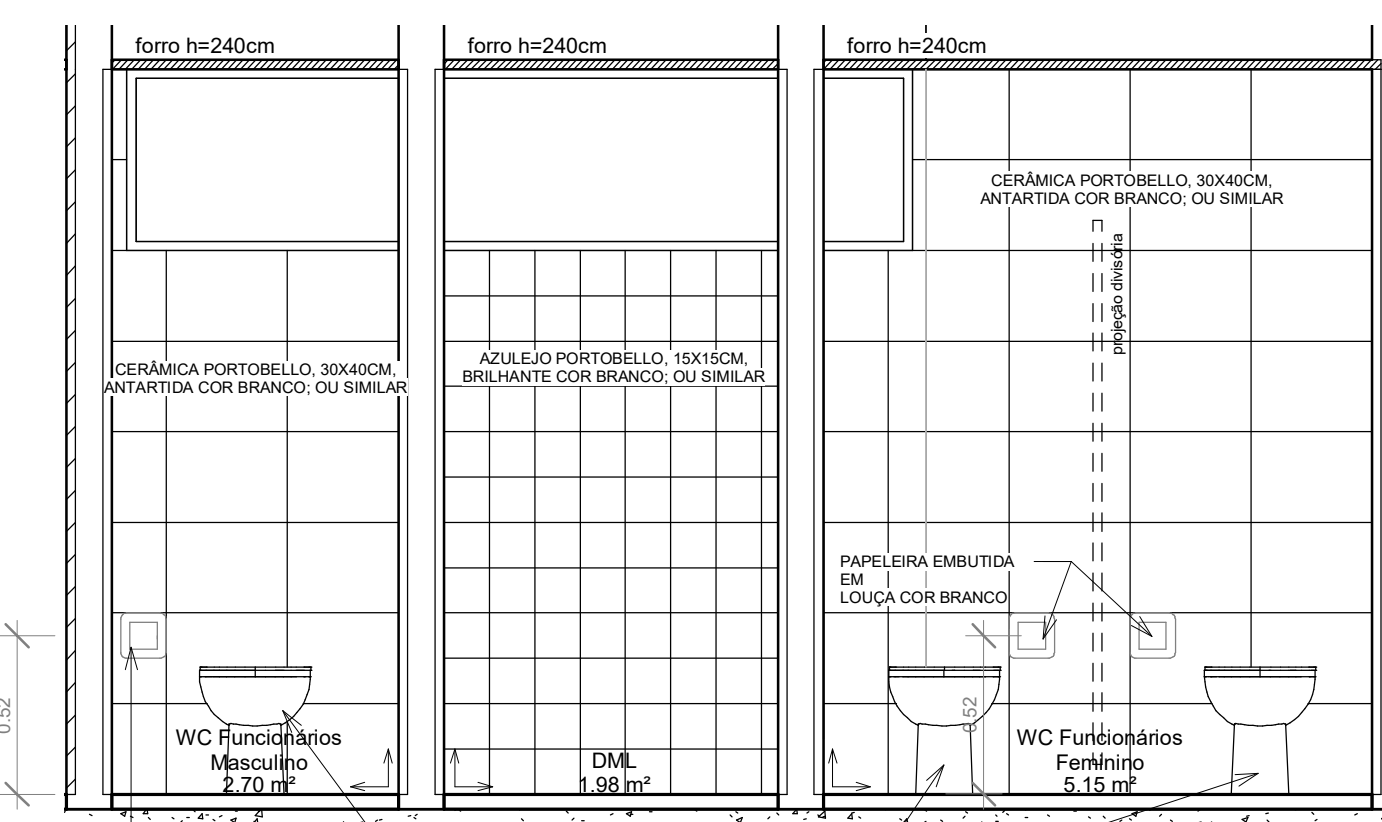 forro h=240cm
forro h=240cm
forro h=240cm
CERÂMICA PORTOBELLO, 30X40CM,
ANTARTIDA COR BRANCO; OU SIMILAR
projeção divisória
CERÂMICA PORTOBELLO, 30X40CM,
ANTARTIDA COR BRANCO; OU SIMILAR
AZULEJO PORTOBELLO, 15X15CM,
BRILHANTE COR BRANCO; OU SIMILAR
PAPELEIRA EMBUTIDA
EM
LOUÇA COR BRANCO
0.52
0.52
WC Funcionários
Masculino
2.70 m²
DML
1.98 m²
WC Funcionários
Feminino
5.15 m²